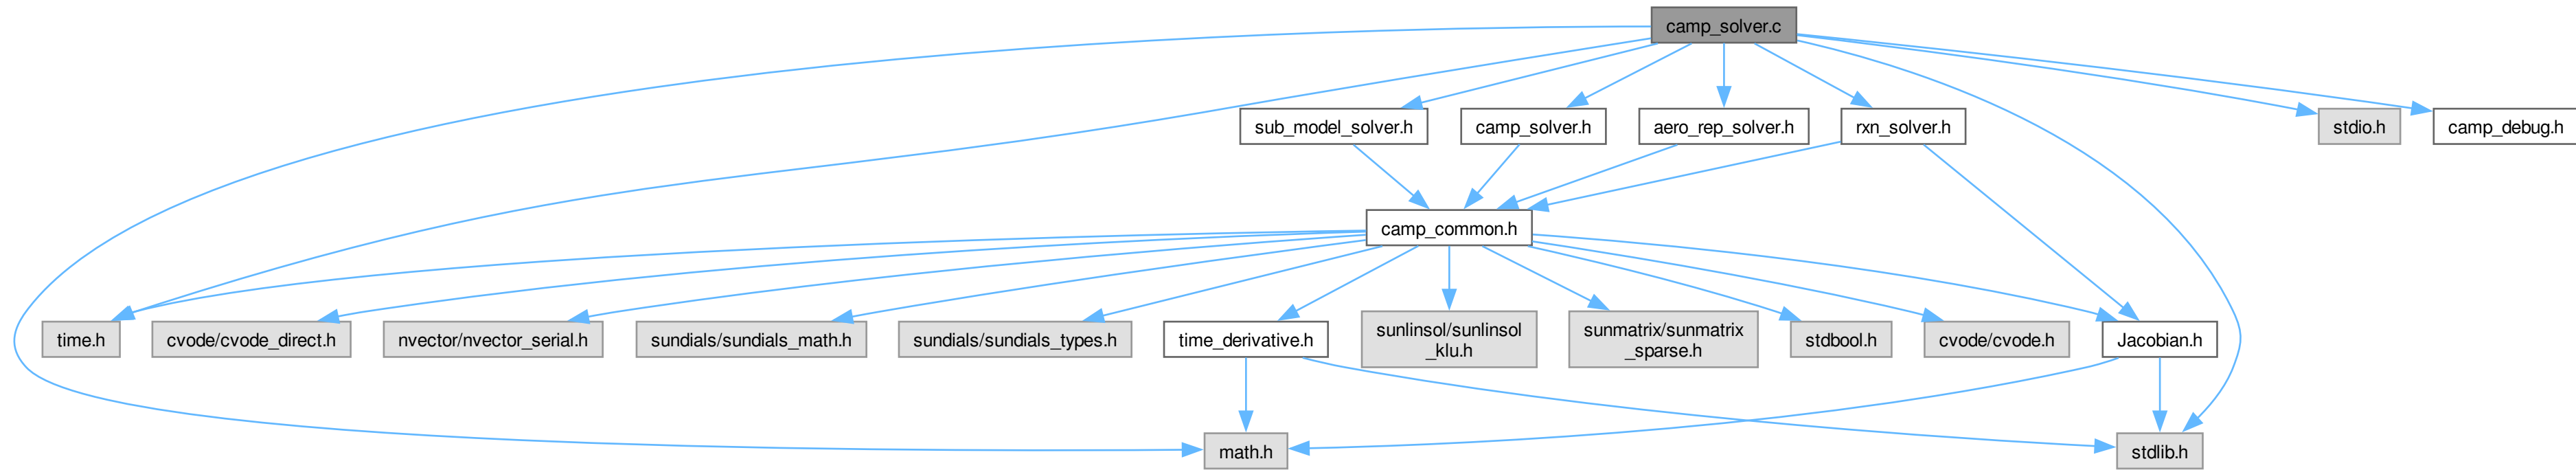 camp_solver.c
sub_model_solver.h
camp_solver.h
aero_rep_solver.h
rxn_solver.h
stdio.h
camp_debug.h
camp_common.h
time.h
cvode/cvode_direct.h
nvector/nvector_serial.h
sundials/sundials_math.h
sundials/sundials_types.h
time_derivative.h
sunlinsol/sunlinsol
_klu.h
sunmatrix/sunmatrix
_sparse.h
stdbool.h
cvode/cvode.h
Jacobian.h
math.h
stdlib.h